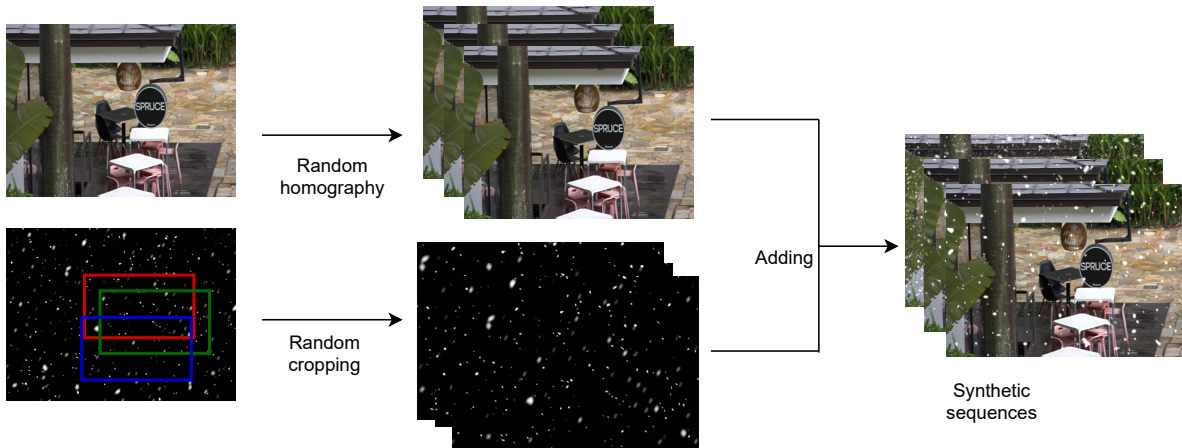 SPRUCE
Random
homography
SPRUCE
Random
cropping
Adding
SPRUCE
Synthetic
sequences